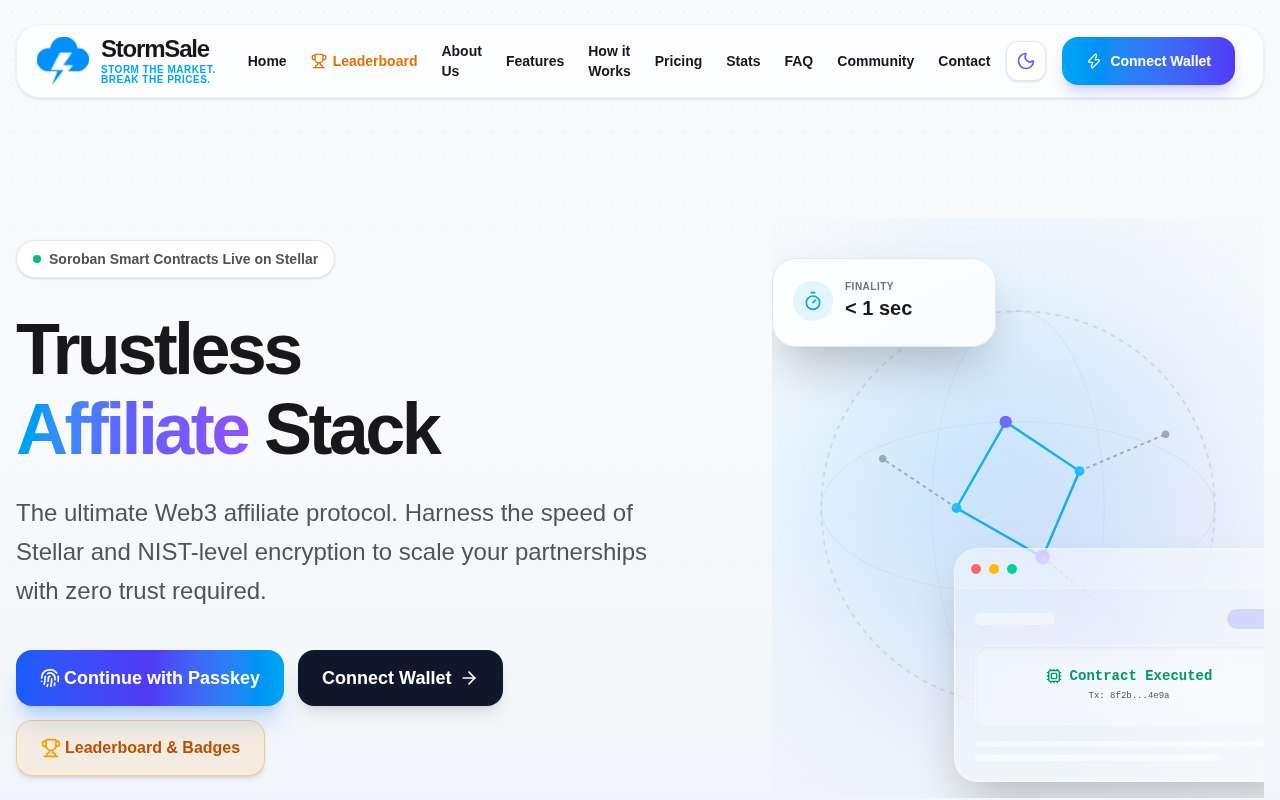 StormSale
STORM THE MARKET.
BREAK THE PRICES.
Home
Leaderboard
About
Us
Features
How it
Works
Pricing
Stats
FAQ
Community
Contact
Connect Wallet
Soroban Smart Contracts Live on Stellar
Trustless
Affiliate Stack
The ultimate Web3 affiliate protocol. Harness the speed of
Stellar and NIST-level encryption to scale your partnerships
with zero trust required.
Continue with Passkey
Connect Wallet
Leaderboard & Badges
FINALITY
< 1 sec
Contract Executed
Tx: 8f2b...4e9a